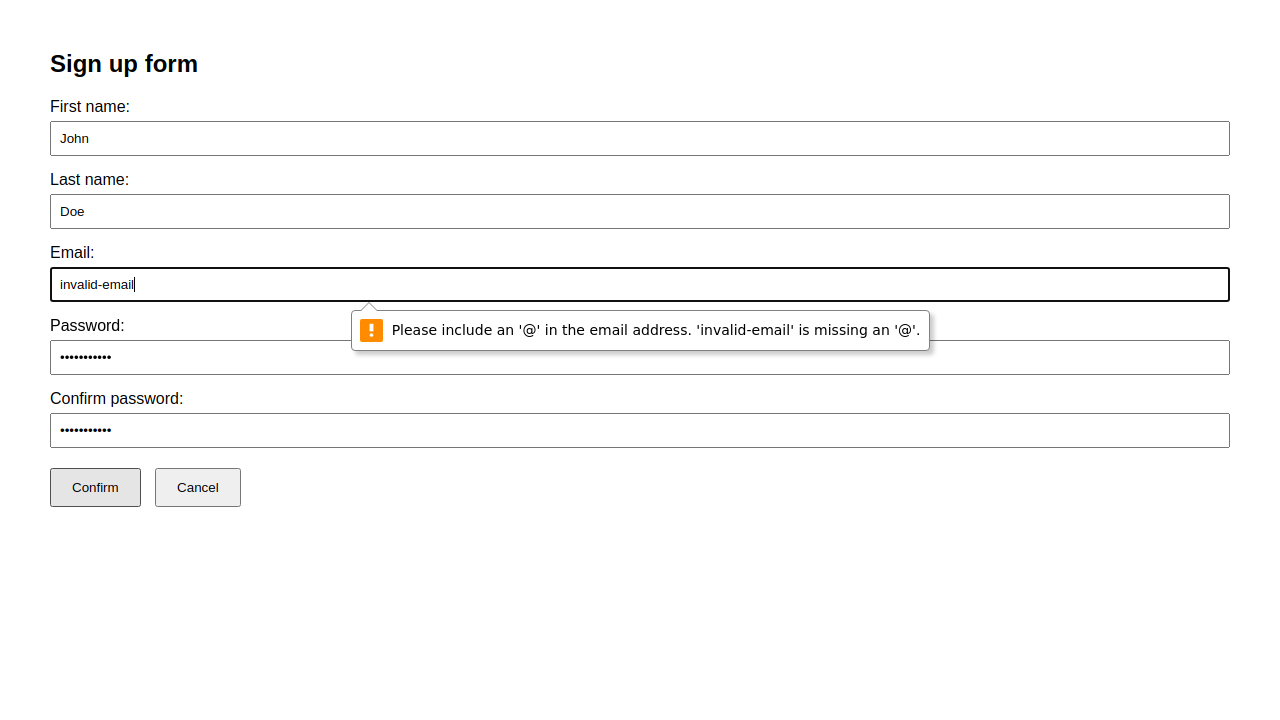 Sign up form
First name:
John
Last name:
Doe
Email:
invalid-email
Please include an '@' in the email address. 'invalid-email' is missing an '@'.
Password:
•••••••••••
Confirm password:
•••••••••••
Confirm Cancel